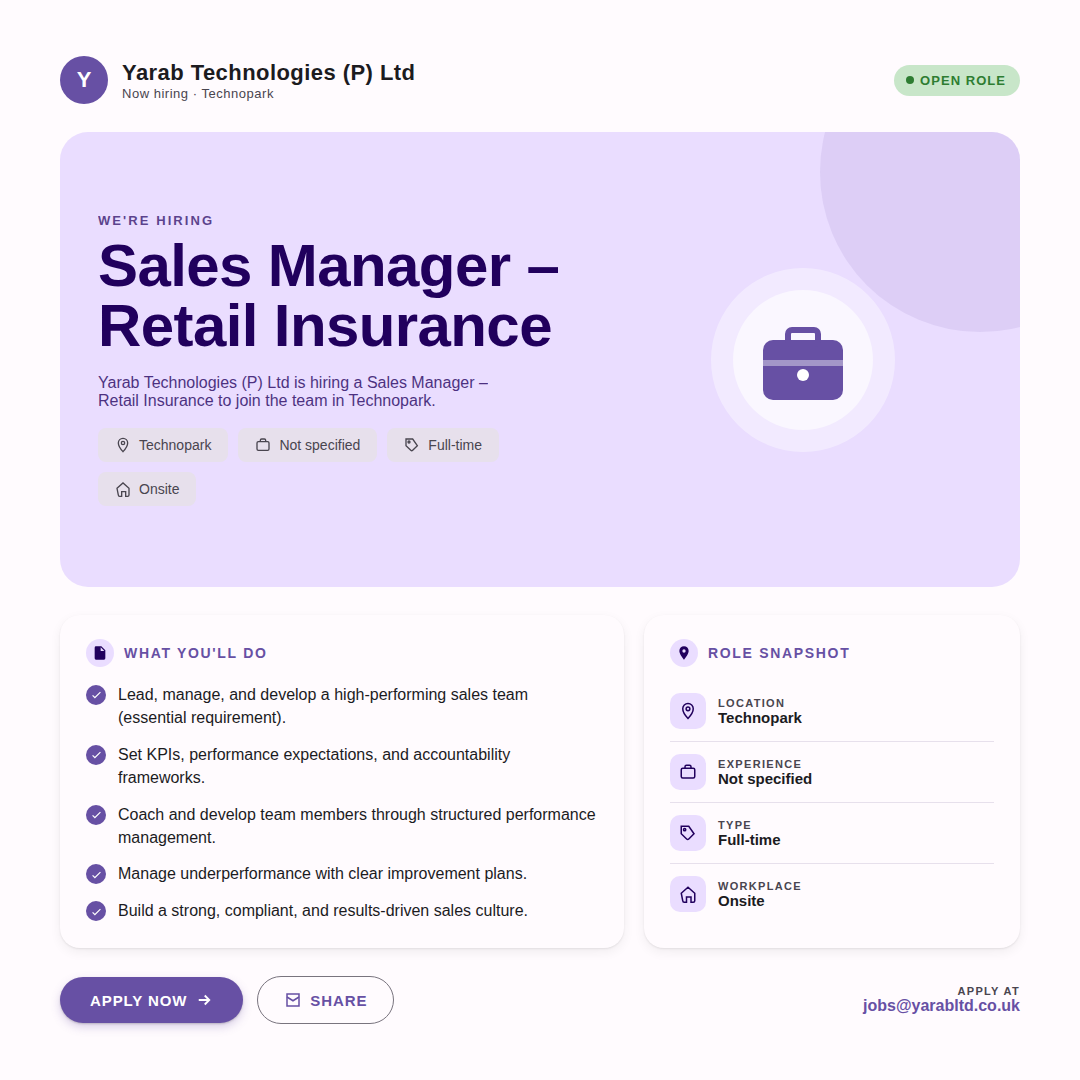 Y
Yarab Technologies (P) Ltd
Now hiring · Technopark
OPEN ROLE
WE'RE HIRING
Sales Manager –
Retail Insurance
Yarab Technologies (P) Ltd is hiring a Sales Manager –
Retail Insurance to join the team in Technopark.
Technopark
Not specified
Full-time
Onsite
WHAT YOU'LL DO
Lead, manage, and develop a high-performing sales team
(essential requirement).
Set KPIs, performance expectations, and accountability
frameworks.
Coach and develop team members through structured performance
management.
Manage underperformance with clear improvement plans.
Build a strong, compliant, and results-driven sales culture.
ROLE SNAPSHOT
LOCATION
Technopark
EXPERIENCE
Not specified
TYPE
Full-time
WORKPLACE
Onsite
APPLY NOW
SHARE
APPLY AT
jobs@yarabltd.co.uk